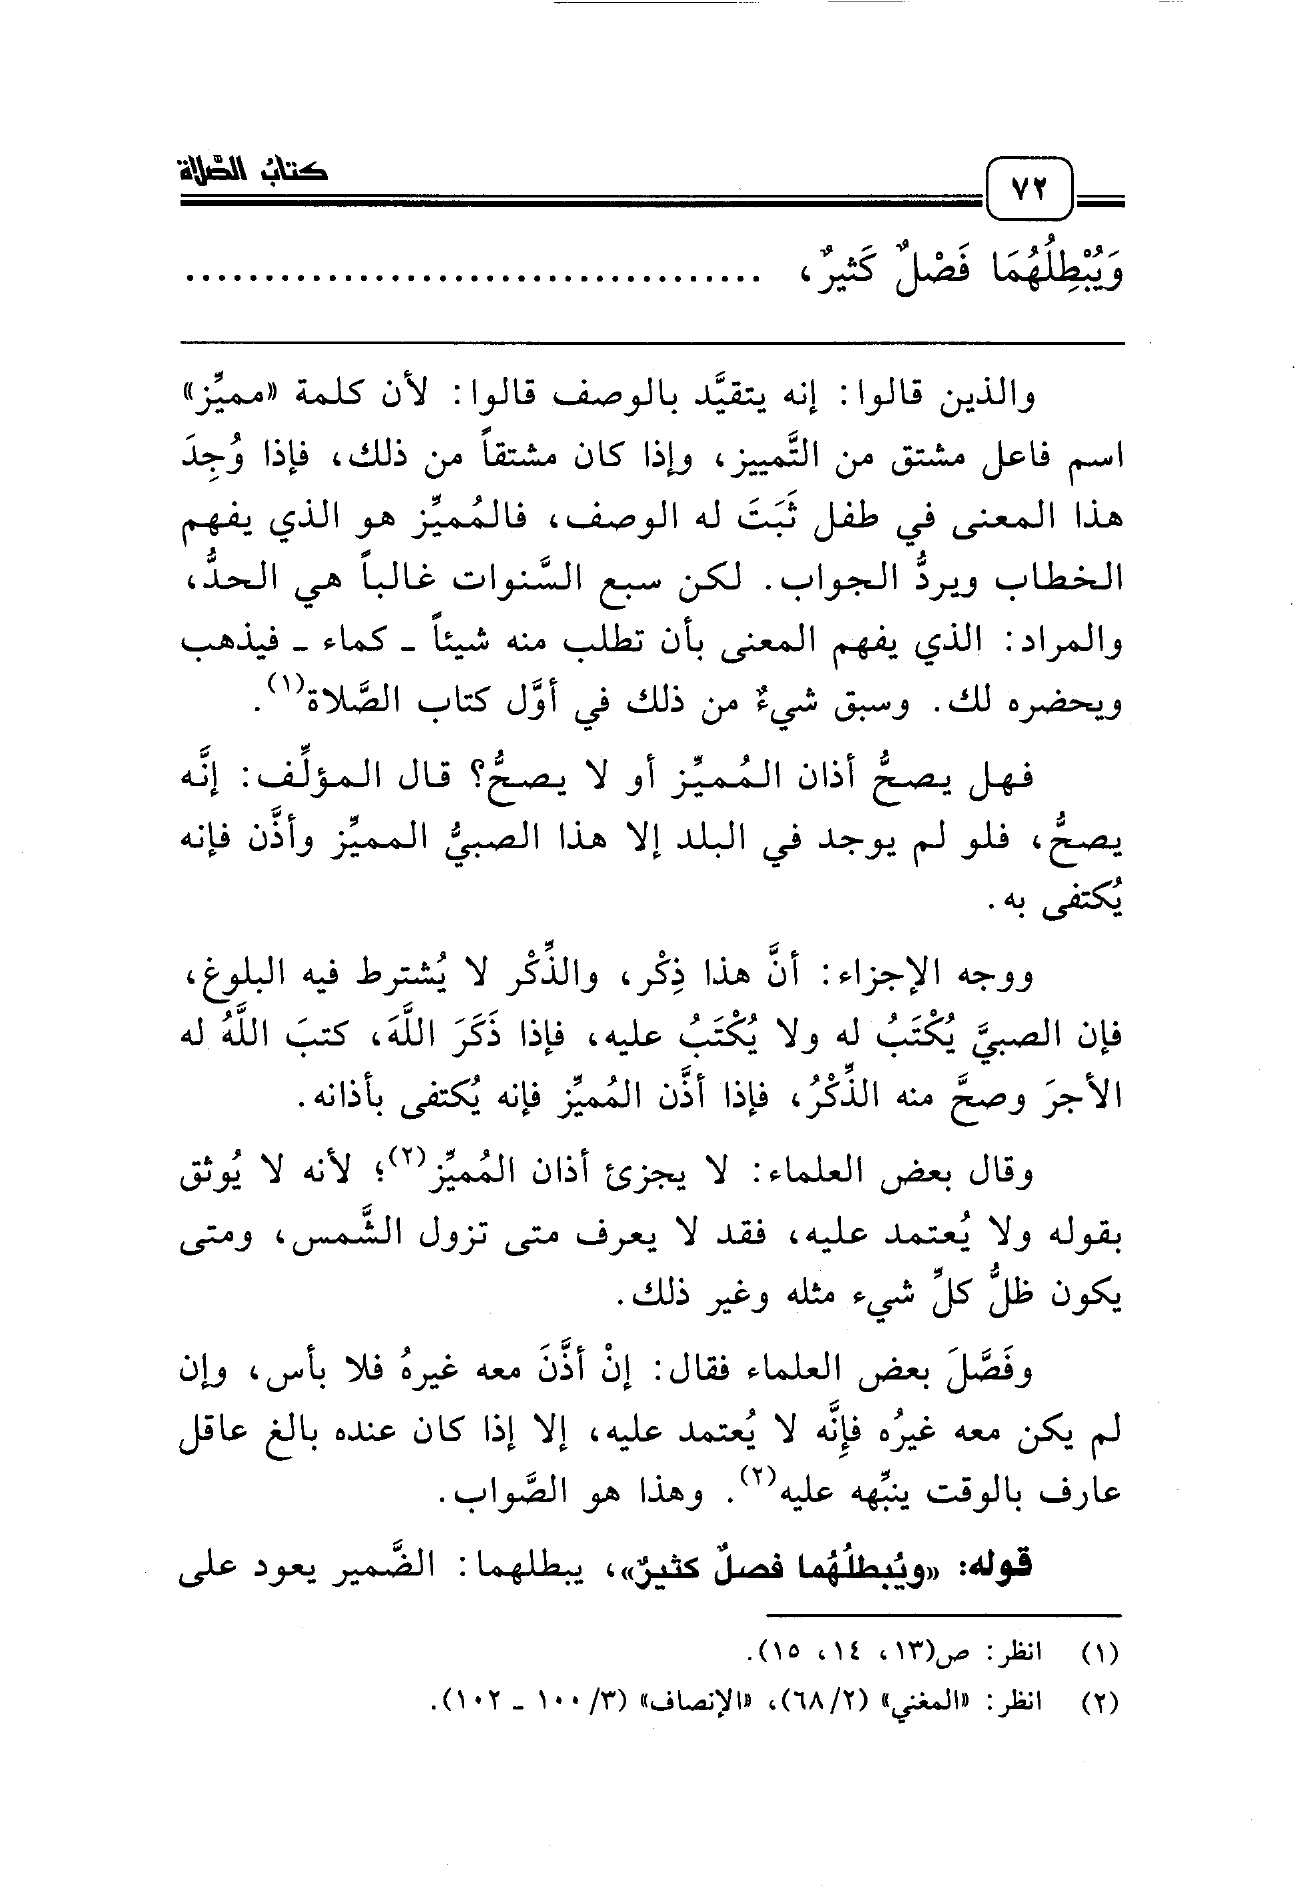 كتاب الصَّلاة
٧٢
وَيُبْطِلُهُمَا فَصْلٌ كَثيرٌ، ......................................
والذين قالوا: إنه يتقيَّد بالوصف قالوا: لأن كلمة «مميِّز»
اسم فاعل مشتق من التَّمييز، وإذا كان مشتقاً من ذلك، فإذا وُجِدَ
هذا المعنى في طفل ثَبَتَ له الوصف، فالمُميِّز هو الذي يفهم
الخطاب ويردُّ الجواب. لكن سبع السَّنوات غالباً هي الحدُّ،
والمراد: الذي يفهم المعنى بأن تطلب منه شيئاً ـ كماء ـ فيذهب
ويحضره لك. وسبق شيءٌ من ذلك في أوَّل كتاب الصَّلاة(١).
فهل يصحُّ أذان المُميِّز أو لا يصحُّ؟ قال المؤلِّف: إنَّه
يصحُّ، فلو لم يوجد في البلد إلا هذا الصبيُّ المميِّز وأذَّن فإنه
يُكتفى به.
ووجه الإجزاء: أنَّ هذا ذِكْر، والذِّكْر لا يُشترط فيه البلوغ،
فإن الصبيَّ يُكْتَبُ له ولا يُكْتَبُ عليه، فإذا ذَكَرَ اللَّهَ، كتبَ اللَّهُ له
الأجرَ وصحَّ منه الذِّكْرُ، فإذا أذَّن المُميِّز فإنه يُكتفى بأذانه.
وقال بعض العلماء: لا يجزئ أذان المُميِّز(٢)؛ لأنه لا يُوثق
بقوله ولا يُعتمد عليه، فقد لا يعرف متى تزول الشَّمس، ومتى
يكون ظلُّ كلِّ شيء مثله وغير ذلك.
وفَصَّلَ بعض العلماء فقال: إنْ أذَّنَ معه غيرهُ فلا بأس، وإن
لم يكن معه غيرُه فإِنَّه لا يُعتمد عليه، إلا إذا كان عنده بالغ عاقل
عارف بالوقت ينبِّهه عليه(٢). وهذا هو الصَّواب.
قوله: «ويُبطلُهُما فصلٌ كثيرٌ»، يبطلهما: الضَّمير يعود على
(١) انظر: ص(١٣، ١٤، ١٥).
(٢) انظر: «المغني» (٦٨/٢)، «الإنصاف» (١٠٠/٣ ـ ١٠٢).